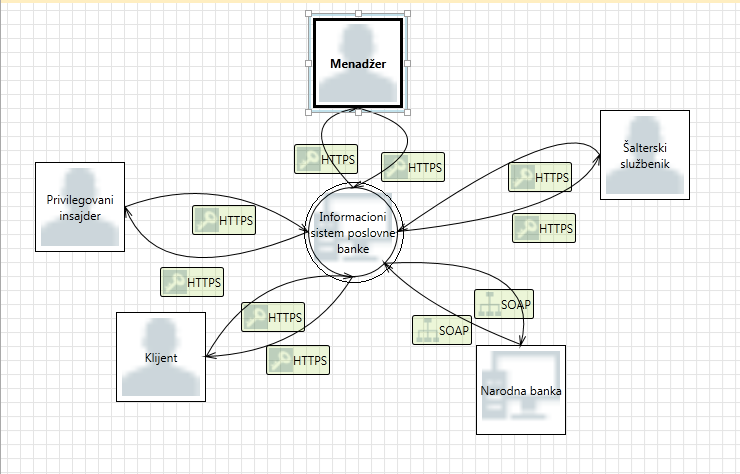 Menadžer
HTTPS
HTTPS
Šalterski
službenik
HTTPS
HTTPS
Privilegovani
insajder
HTTPS
HTTPS
Informacioni
sistem poslovne
banke
Klijent
HTTPS
HTTPS
SOAP
SOAP
Narodna banka